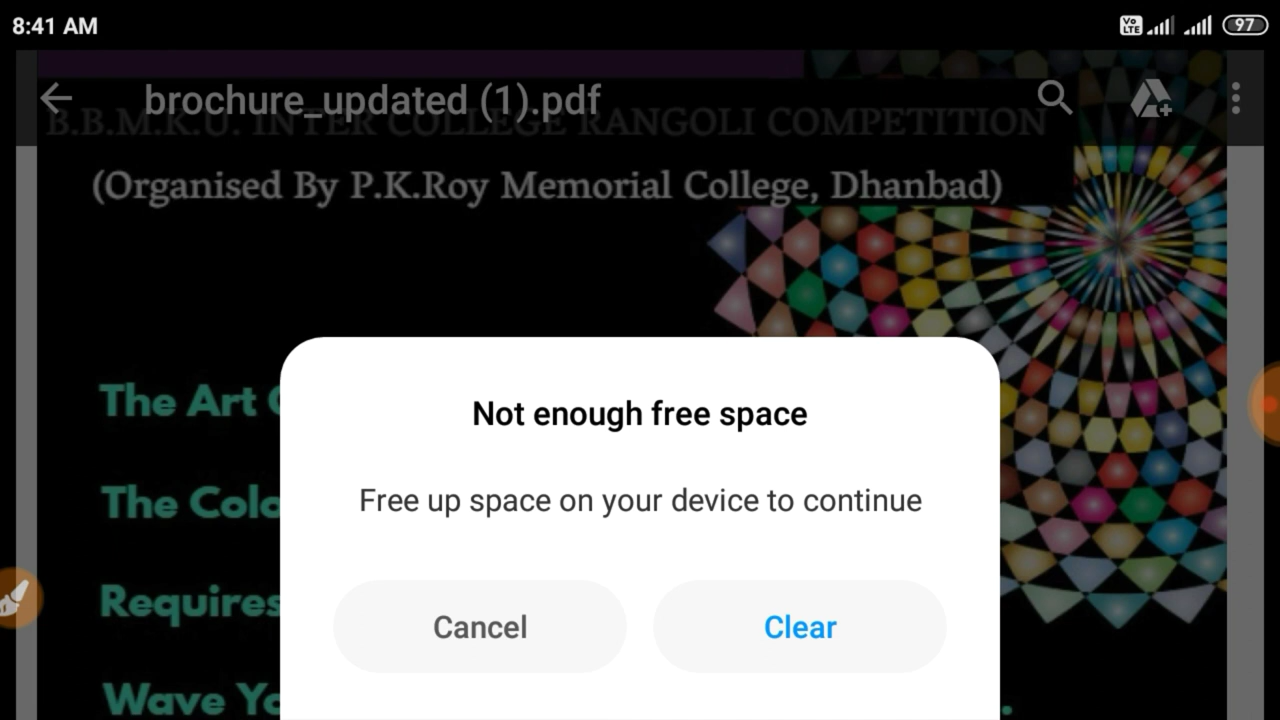 8:41 AM
Vo LTE
97
brochure_updated (1).pdf
B.B.M.K.U. INTER COLLEGE RANGOLI COMPETITION
(Organised By P.K.Roy Memorial College, Dhanbad)
The Art
Not enough free space
The Colo
Free up space on your device to continue
Requires
Cancel
Clear
Wave Yo